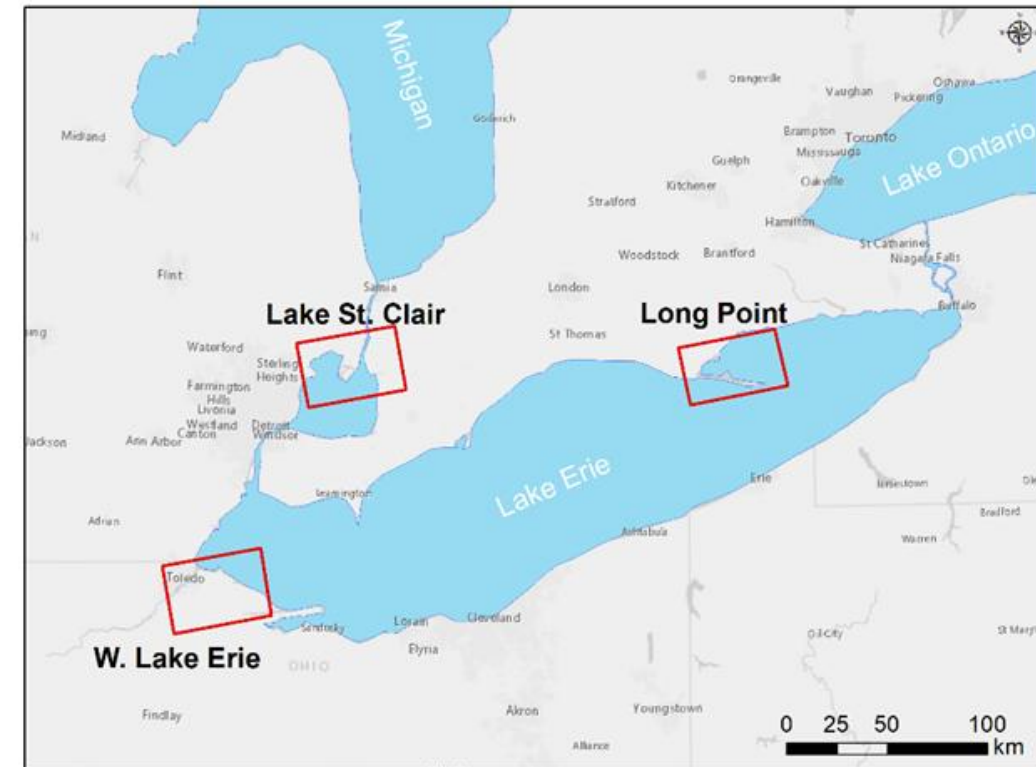 Michigan
Goderich
Orangeville
Vaughan
Pickering
Oshawa
Midland
Brampton
Toronto
Mississauga
Guelph
Oakville
Lake Ontario
Kitchener
Stratford
Hamilton
Woodstock
Brantford
St Catharines
Niagara Falls
Flint
Sarnia
London
Buffalo
Lake St. Clair
Long Point
St Thomas
Waterford
Sterling
Heights
Farmington
Hills
Livonia
Westland
Canton
Detroit
Windsor
Jackson
Ann Arbor
Leamington
Lake Erie
Erie
Jamestown
Bradford
Adrian
Ashtabula
Warren
Toledo
Sandusky
Lorain
Cleveland
Elyria
Oil City
St Mary
W. Lake Erie
OHIO
Findlay
Akron
Youngstown
Alliance
0 25 50 100
km